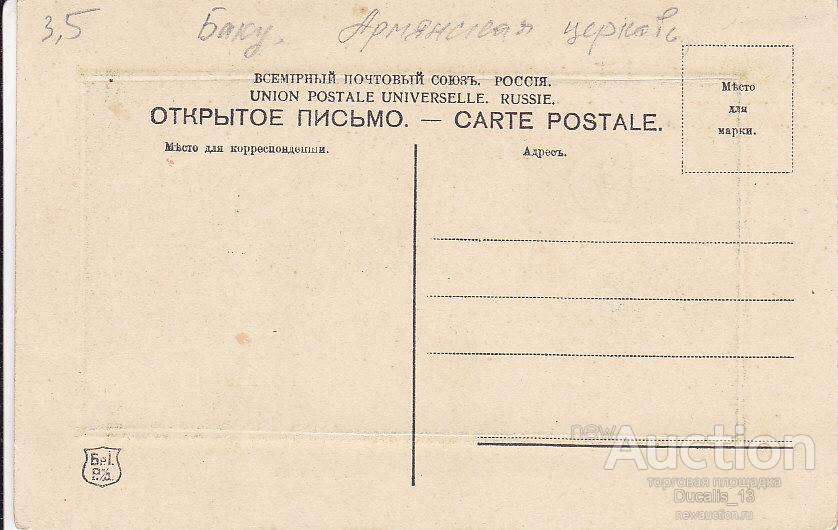 3,5 Баку. Армянская церковь
ВСЕМІРНЫЙ ПОЧТОВЫЙ СОЮЗЪ. РОССІЯ.
UNION POSTALE UNIVERSELLE. RUSSIE.
ОТКРЫТОЕ ПИСЬМО. — CARTE POSTALE.
Мѣсто
для
марки.
Мѣсто для корреспонденціи.
Адресъ.
newAuction
торговая площадка
Ducalis_13
newauction.ru